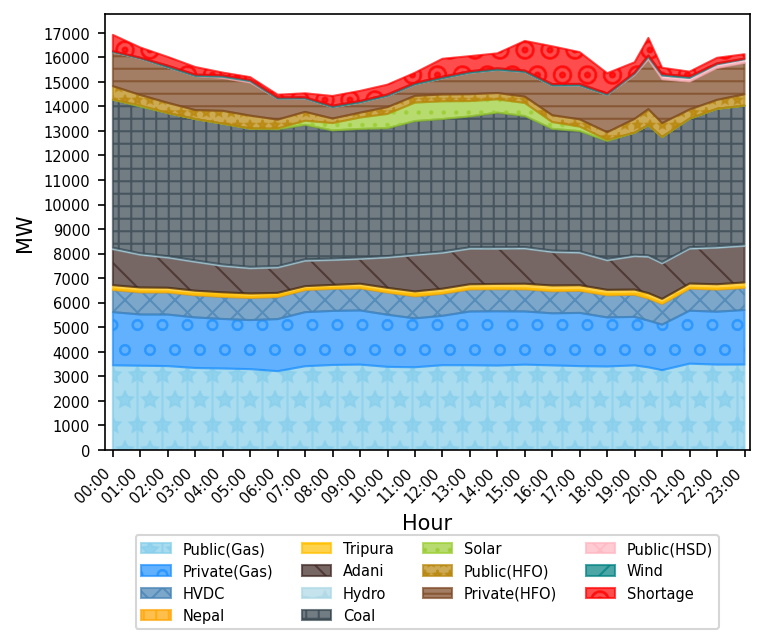 17000
16000
15000
14000
13000
12000
11000
10000
9000
8000
7000
6000
5000
4000
3000
2000
1000
0
MW
00:00 01:00 02:00 03:00 04:00 05:00 06:00 07:00 08:00 09:00 10:00 11:00 12:00 13:00 14:00 15:00 16:00 17:00 18:00 19:00 20:00 21:00 22:00 23:00
Hour
Public(Gas) Tripura Solar Public(HSD)
Private(Gas) Adani Public(HFO) Wind
HVDC Hydro Private(HFO) Shortage
Nepal Coal